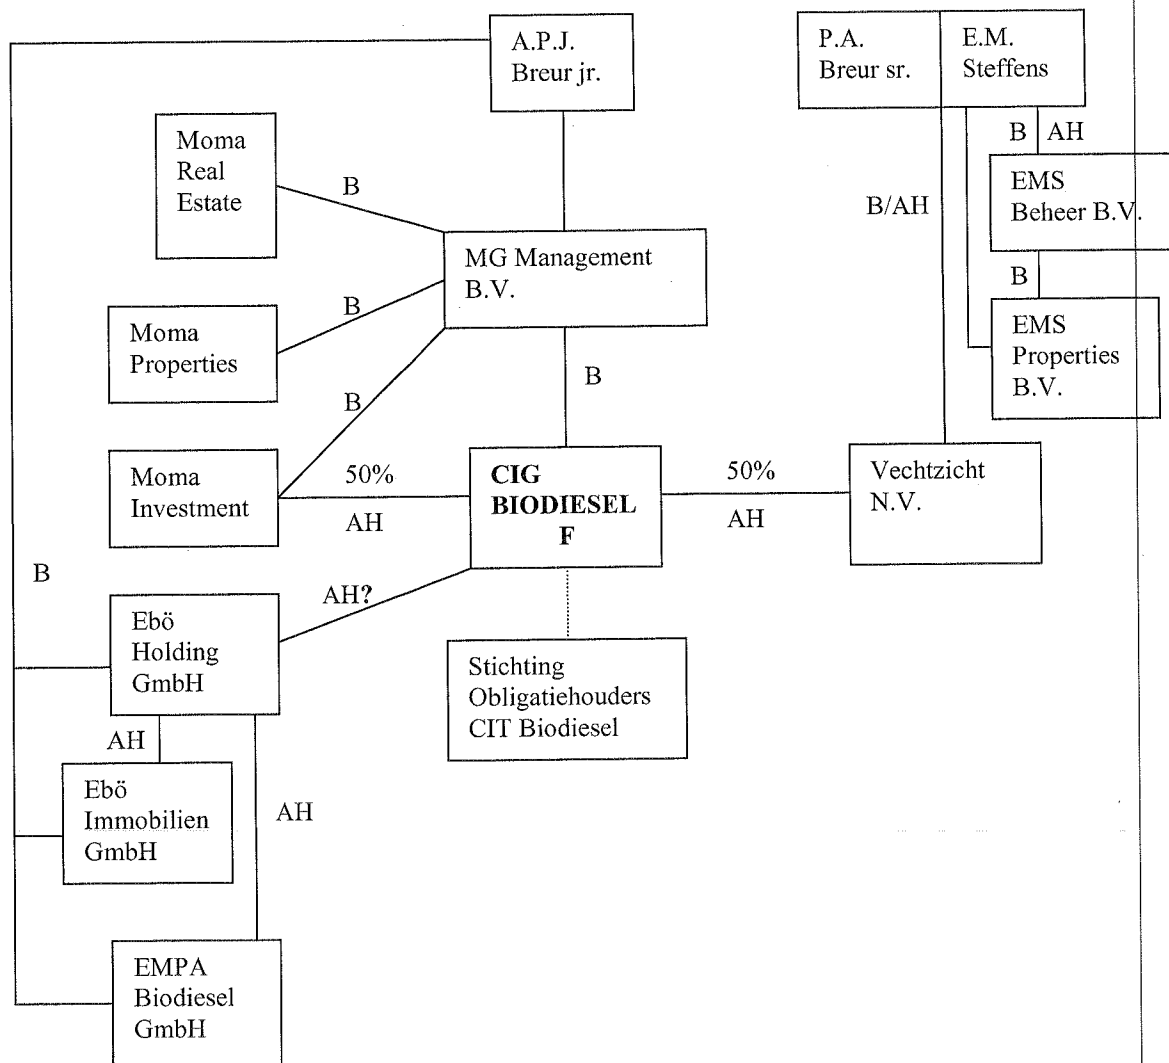 A.P.J.
Breur jr.
P.A.
Breur sr.
E.M.
Steffens
B
AH
Moma
Real
Estate
B
B/AH
EMS
Beheer B.V.
MG Management
B.V.
B
B
Moma
Properties
EMS
Properties
B.V.
B
B
Moma
Investment
50%
AH
CIG
BIODIESEL
F
50%
AH
Vechtzicht
N.V.
B
AH?
Ebö
Holding
GmbH
Stichting
Obligatiehouders
CIT Biodiesel
AH
Ebö
Immobilien
GmbH
AH
EMPA
Biodiesel
GmbH